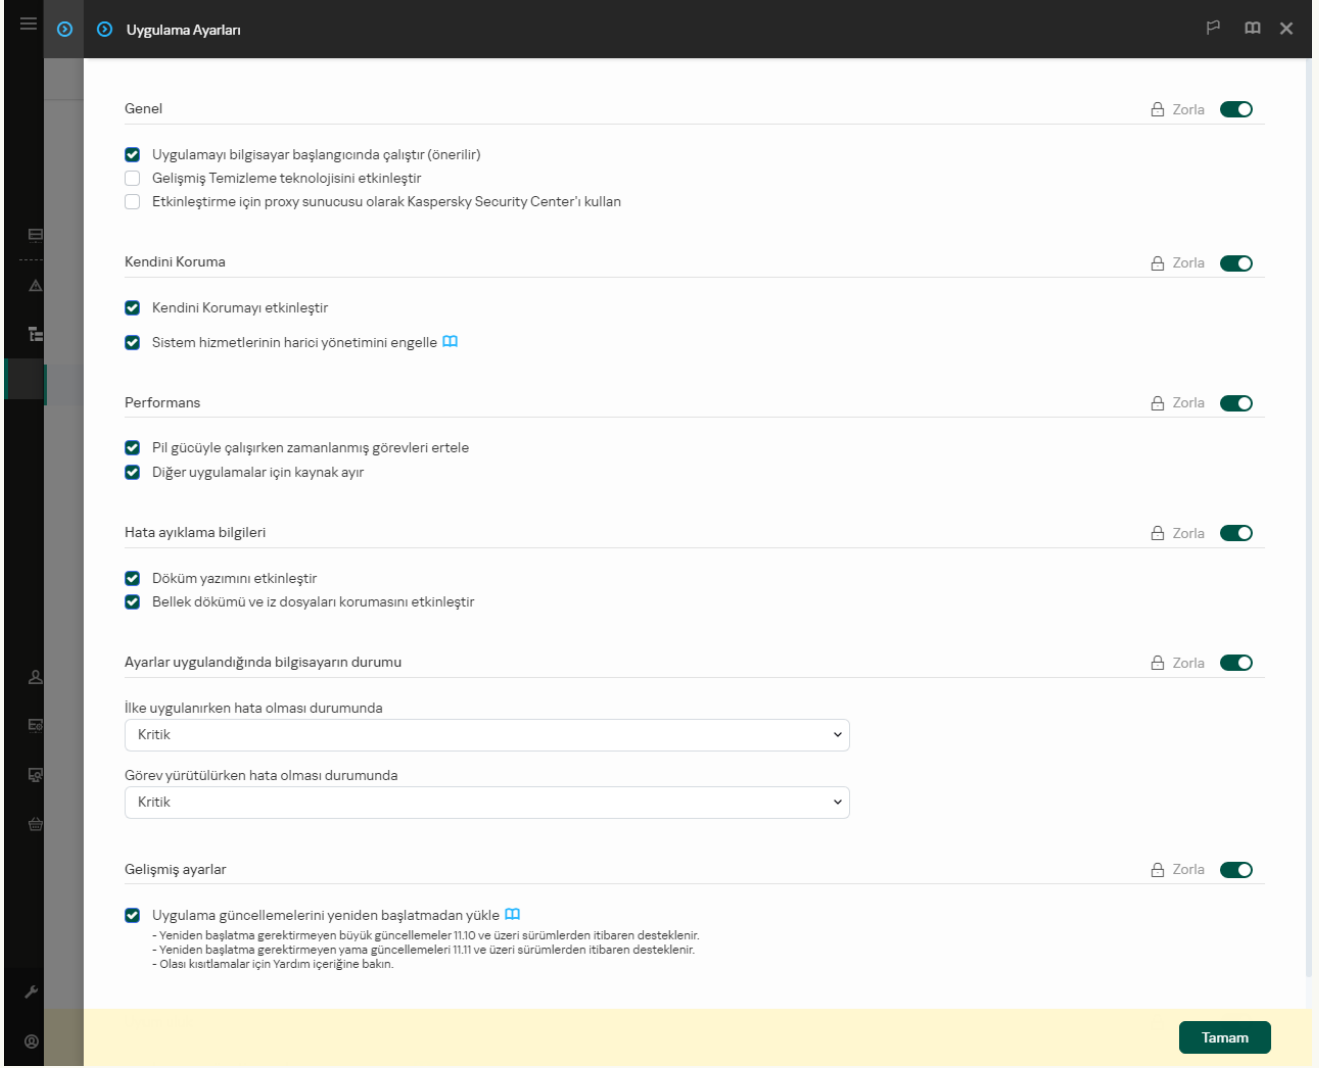 Uygulama Ayarları
Genel
Zorla
Uygulamayı bilgisayar başlangıcında çalıştır (önerilir)
Gelişmiş Temizleme teknolojisini etkinleştir
Etkinleştirme için proxy sunucusu olarak Kaspersky Security Center'ı kullan
Kendini Koruma
Zorla
Kendini Korumayı etkinleştir
Sistem hizmetlerinin harici yönetimini engelle
Performans
Zorla
Pil gücüyle çalışırken zamanlanmış görevleri ertele
Diğer uygulamalar için kaynak ayır
Hata ayıklama bilgileri
Zorla
Döküm yazımını etkinleştir
Bellek dökümü ve iz dosyaları korumasını etkinleştir
Ayarlar uygulandığında bilgisayarın durumu
Zorla
İlke uygulanırken hata olması durumunda
Kritik
Görev yürütülürken hata olması durumunda
Kritik
Gelişmiş ayarlar
Zorla
Uygulama güncellemelerini yeniden başlatmadan yükle
- Yeniden başlatma gerektirmeyen büyük güncellemeler 11.10 ve üzeri sürümlerden itibaren desteklenir.
- Yeniden başlatma gerektirmeyen yama güncellemeleri 11.11 ve üzeri sürümlerden itibaren desteklenir.
- Olası kısıtlamalar için Yardım içeriğine bakın.
Tamam